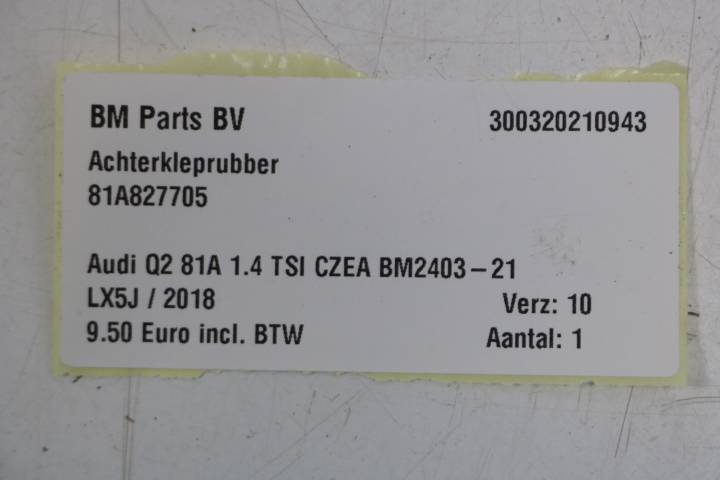 BM Parts BV 300320210943
Achterkleprubber
81A827705
Audi Q2 81A 1.4 TSI CZEA BM2403-21
LX5J / 2018 Verz: 10
9.50 Euro incl. BTW Aantal: 1